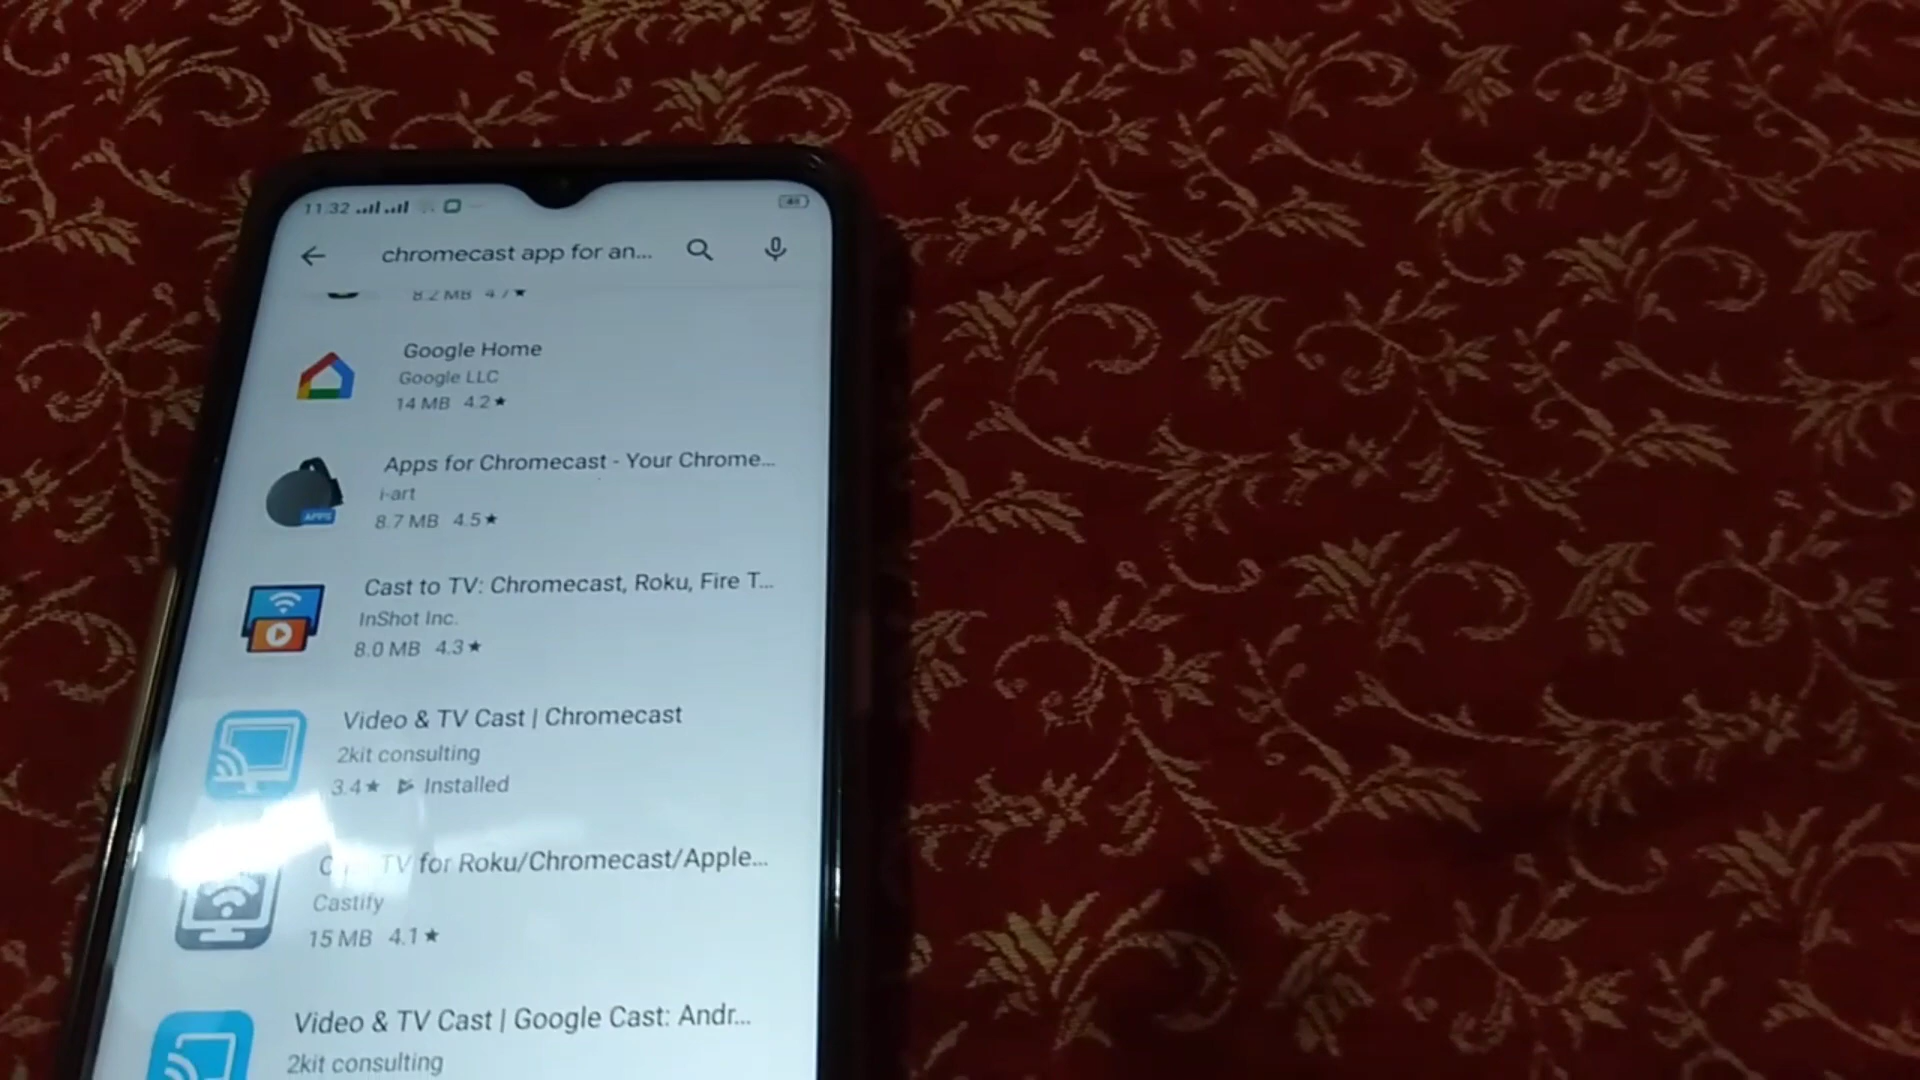 11:32
chromecast app for an...
8.2 MB 4.7★
Google Home
Google LLC
14 MB 4.2★
Apps for Chromecast - Your Chrome...
i-art
APPS
8.7 MB 4.5★
Cast to TV: Chromecast, Roku, Fire T...
InShot Inc.
8.0 MB 4.3★
Video & TV Cast | Chromecast
2kit consulting
3.4★ Installed
TV for Roku/Chromecast/Apple...
Castify
15 MB 4.1★
Video & TV Cast | Google Cast: Andr...
2kit consulting